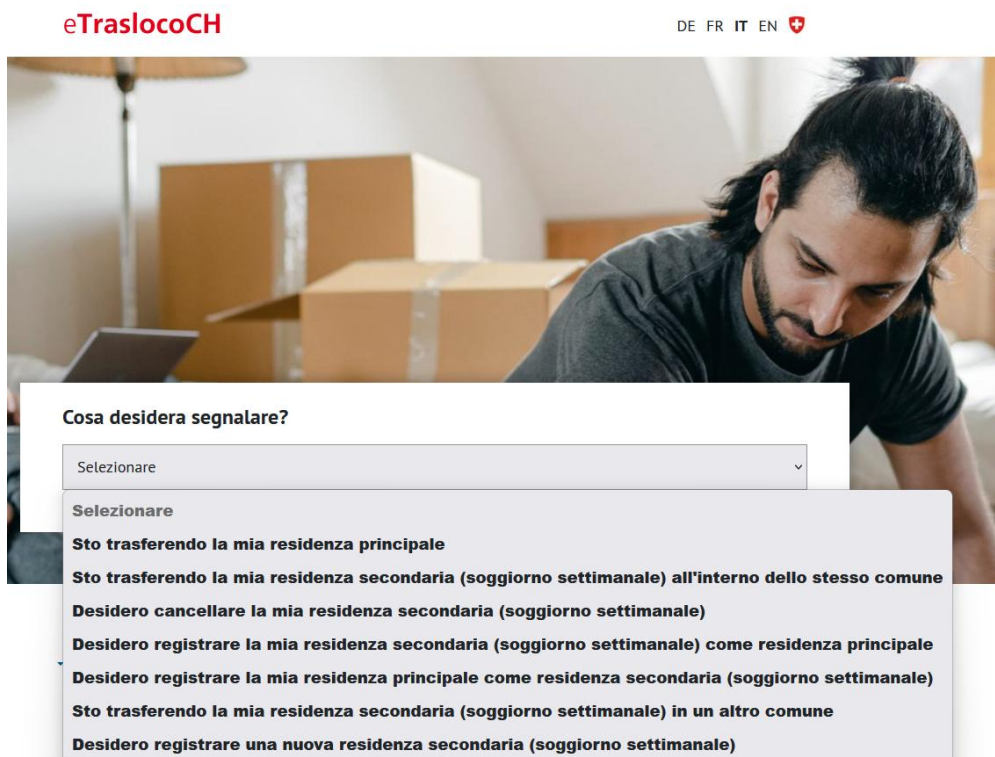 eTraslocoCH
DE FR IT EN
Cosa desidera segnalare?
Selezionare
Selezionare
Sto trasferendo la mia residenza principale
Sto trasferendo la mia residenza secondaria (soggiorno settimanale) all'interno dello stesso comune
Desidero cancellare la mia residenza secondaria (soggiorno settimanale)
Desidero registrare la mia residenza secondaria (soggiorno settimanale) come residenza principale
Desidero registrare la mia residenza principale come residenza secondaria (soggiorno settimanale)
Sto trasferendo la mia residenza secondaria (soggiorno settimanale) in un altro comune
Desidero registrare una nuova residenza secondaria (soggiorno settimanale)